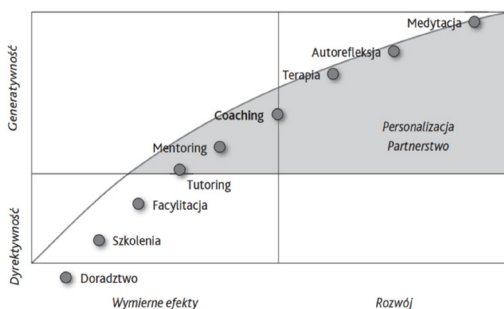 Medytacja
Autorefleksja
Terapia
Coaching
Mentoring
Tutoring
Facylitacja
Szkolenia
Doradztwo
Personalizacja
Partnerstwo
Generatywność
Dyrektywność
Wymierne efekty
Rozwój